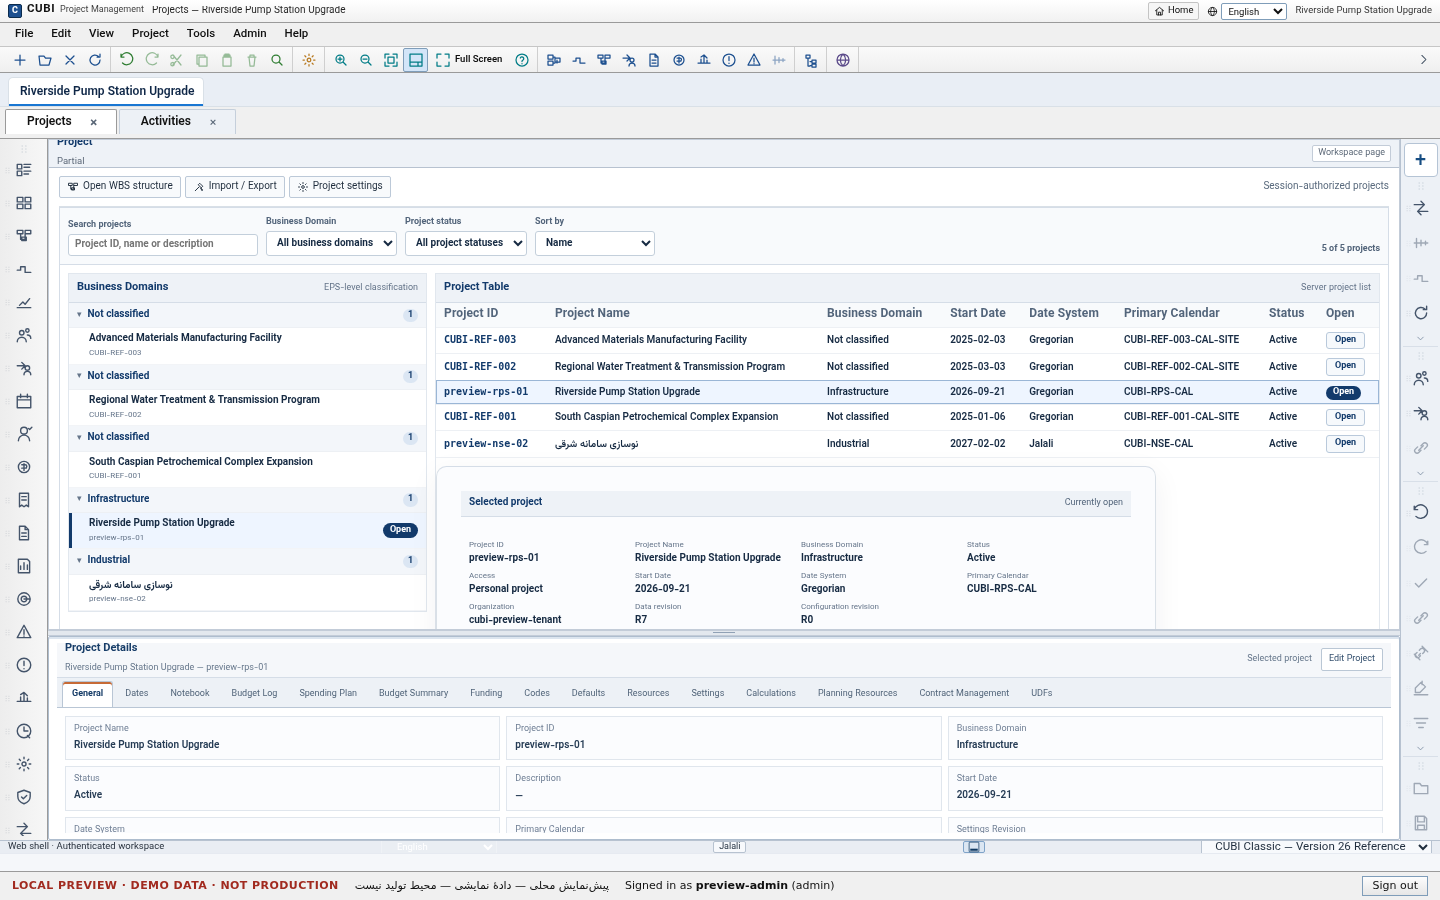 C CUBI Project Management Projects — Riverside Pump Station Upgrade Home English Riverside Pump Station Upgrade
File Edit View Project Tools Admin Help
Full Screen
Riverside Pump Station Upgrade
Projects × Activities ×
Project
Partial
Workspace page
Open WBS structure Import / Export Project settings Session-authorized projects
Search projects Business Domain Project status Sort by
Project ID, name or description All business domains All project statuses Name 5 of 5 projects
Business Domains EPS-level classification
Not classified 1
Advanced Materials Manufacturing Facility
CUBI-REF-003
Not classified 1
Regional Water Treatment & Transmission Program
CUBI-REF-002
Not classified 1
South Caspian Petrochemical Complex Expansion
CUBI-REF-001
Infrastructure 1
Riverside Pump Station Upgrade Open
preview-rps-01
Industrial 1
نوسازی سامانه شرقی
preview-nse-02
Project Table Server project list
Project ID Project Name Business Domain Start Date Date System Primary Calendar Status Open
CUBI-REF-003 Advanced Materials Manufacturing Facility Not classified 2025-02-03 Gregorian CUBI-REF-003-CAL-SITE Active Open
CUBI-REF-002 Regional Water Treatment & Transmission Program Not classified 2025-03-03 Gregorian CUBI-REF-002-CAL-SITE Active Open
preview-rps-01 Riverside Pump Station Upgrade Infrastructure 2026-09-21 Gregorian CUBI-RPS-CAL Active Open
CUBI-REF-001 South Caspian Petrochemical Complex Expansion Not classified 2025-01-06 Gregorian CUBI-REF-001-CAL-SITE Active Open
preview-nse-02 نوسازی سامانه شرقی Industrial 2027-02-02 Jalali CUBI-NSE-CAL Active Open
Selected project Currently open
Project ID Project Name Business Domain Status
preview-rps-01 Riverside Pump Station Upgrade Infrastructure Active
Access Start Date Date System Primary Calendar
Personal project 2026-09-21 Gregorian CUBI-RPS-CAL
Organization Data revision Configuration revision
cubi-preview-tenant R7 R0
Project Details
Riverside Pump Station Upgrade — preview-rps-01 Selected project Edit Project
General Dates Notebook Budget Log Spending Plan Budget Summary Funding Codes Defaults Resources Settings Calculations Planning Resources Contract Management UDFs
Project Name Project ID Business Domain
Riverside Pump Station Upgrade preview-rps-01 Infrastructure
Status Description Start Date
Active — 2026-09-21
Date System Primary Calendar Settings Revision
Web shell · Authenticated workspace English Jalali CUBI Classic — Version 26 Reference
LOCAL PREVIEW · DEMO DATA · NOT PRODUCTION پیش‌نمایش محلی — دادهٔ نمایشی — محیط تولید نیست Signed in as preview-admin (admin) Sign out